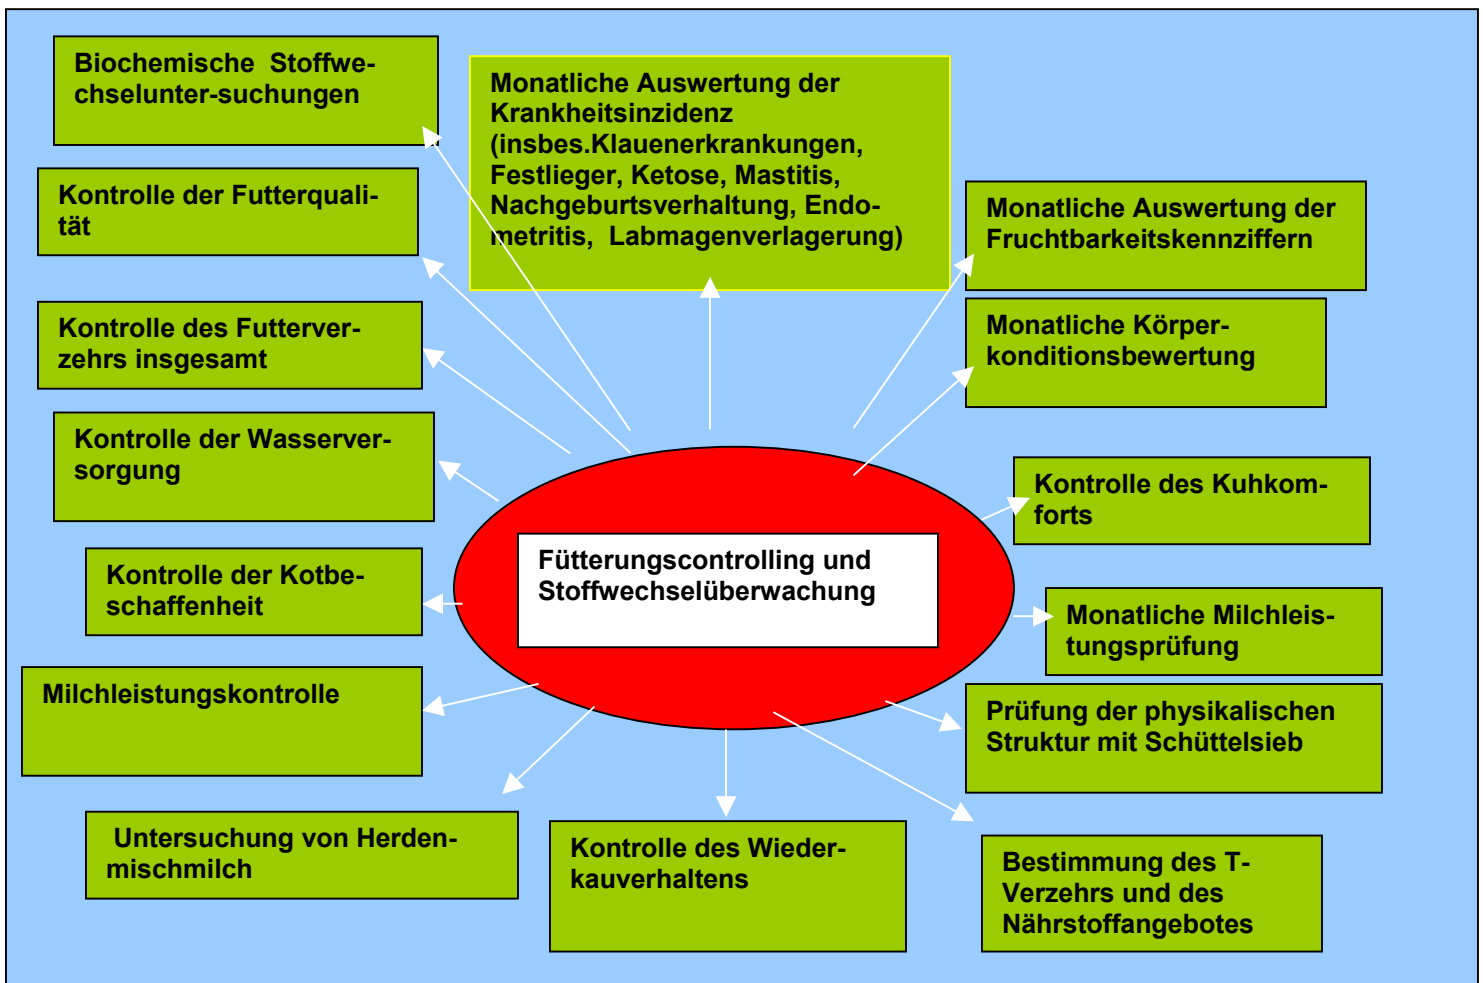 Biochemische Stoffwe-
chselunter-suchungen
Monatliche Auswertung der
Krankheitsinzidenz
(insbes.Klauenerkrankungen,
Festlieger, Ketose, Mastitis,
Nachgeburtsverhaltung, Endo-
metritis, Labmagenverlagerung)
Kontrolle der Futterquali-
tät
Monatliche Auswertung der
Fruchtbarkeitskennziffern
Kontrolle des Futterver-
zehrs insgesamt
Monatliche Körper-
konditionsbewertung
Kontrolle der Wasserver-
sorgung
Kontrolle des Kuhkom-
forts
Fütterungscontrolling und
Stoffwechselüberwachung
Kontrolle der Kotbe-
schaffenheit
Monatliche Milchleis-
tungsprüfung
Milchleistungskontrolle
Prüfung der physikalischen
Struktur mit Schüttelsieb
Untersuchung von Herden-
mischmilch
Kontrolle des Wieder-
kauverhaltens
Bestimmung des T-
Verzehrs und des
Nährstoffangebotes